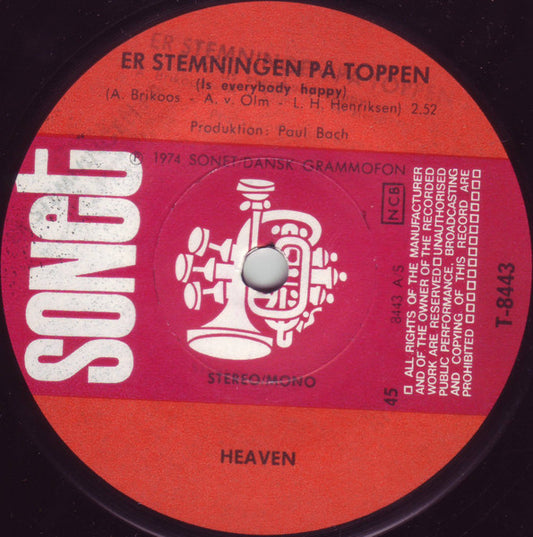 ER STEMNINGEN PÅ TOPPEN
(Is everybody happy)
(A. Brikoos - A. v. Olm - L. H. Henriksen) 2.52
Produktion: Paul Bach
℗ 1974 SONET/DANSK GRAMMOFON
sonet
NCB
STEREO/MONO
45
8443 A/S
ALL RIGHTS OF THE MANUFACTURER
AND OF THE OWNER OF THE RECORDED
WORK ARE RESERVED UNAUTHORISED
PUBLIC PERFORMANCE, BROADCASTING
AND COPYING OF THIS RECORD ARE
PROHIBITED
T-8443
HEAVEN